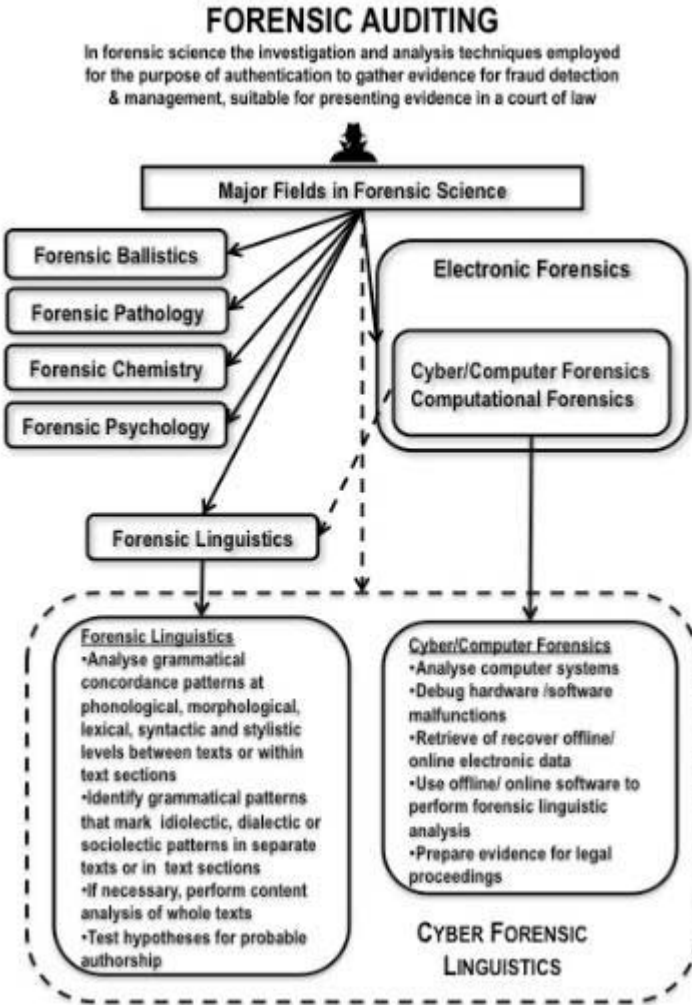 FORENSIC AUDITING
In forensic science the investigation and analysis techniques employed
for the purpose of authentication to gather evidence for fraud detection
& management, suitable for presenting evidence in a court of law
Major Fields in Forensic Science
Forensic Ballistics
Forensic Pathology
Forensic Chemistry
Forensic Psychology
Electronic Forensics
Cyber/Computer Forensics
Computational Forensics
Forensic Linguistics
Forensic Linguistics
•Analyse grammatical
concordance patterns at
phonological, morphological,
lexical, syntactic and stylistic
levels between texts or within
text sections
•Identify grammatical patterns
that mark idiolectic, dialectic or
sociolectic patterns in separate
texts or in text sections
•If necessary, perform content
analysis of whole texts
•Test hypotheses for probable
authorship
Cyber/Computer Forensics
•Analyse computer systems
•Debug hardware /software
malfunctions
•Retrieve of recover offline/
online electronic data
•Use offline/ online software to
perform forensic linguistic
analysis
•Prepare evidence for legal
proceedings
CYBER FORENSIC
LINGUISTICS